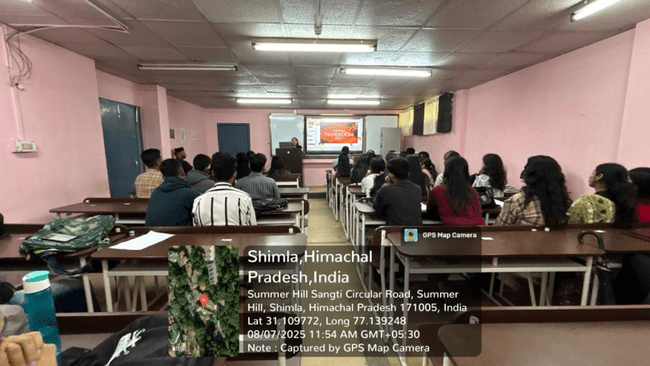 HANDLOOM
GPS Map Camera
Shimla,Himachal
Pradesh,India
Summer Hill Sangti Circular Road, Summer
Hill, Shimla, Himachal Pradesh 171005, India
Lat 31.109772, Long 77.139248
08/07/2025 11:54 AM GMT+05:30
Note : Captured by GPS Map Camera